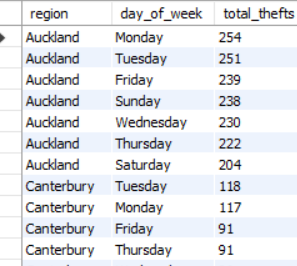 region day_of_week total_thefts
Auckland Monday 254
Auckland Tuesday 251
Auckland Friday 239
Auckland Sunday 238
Auckland Wednesday 230
Auckland Thursday 222
Auckland Saturday 204
Canterbury Tuesday 118
Canterbury Monday 117
Canterbury Friday 91
Canterbury Thursday 91